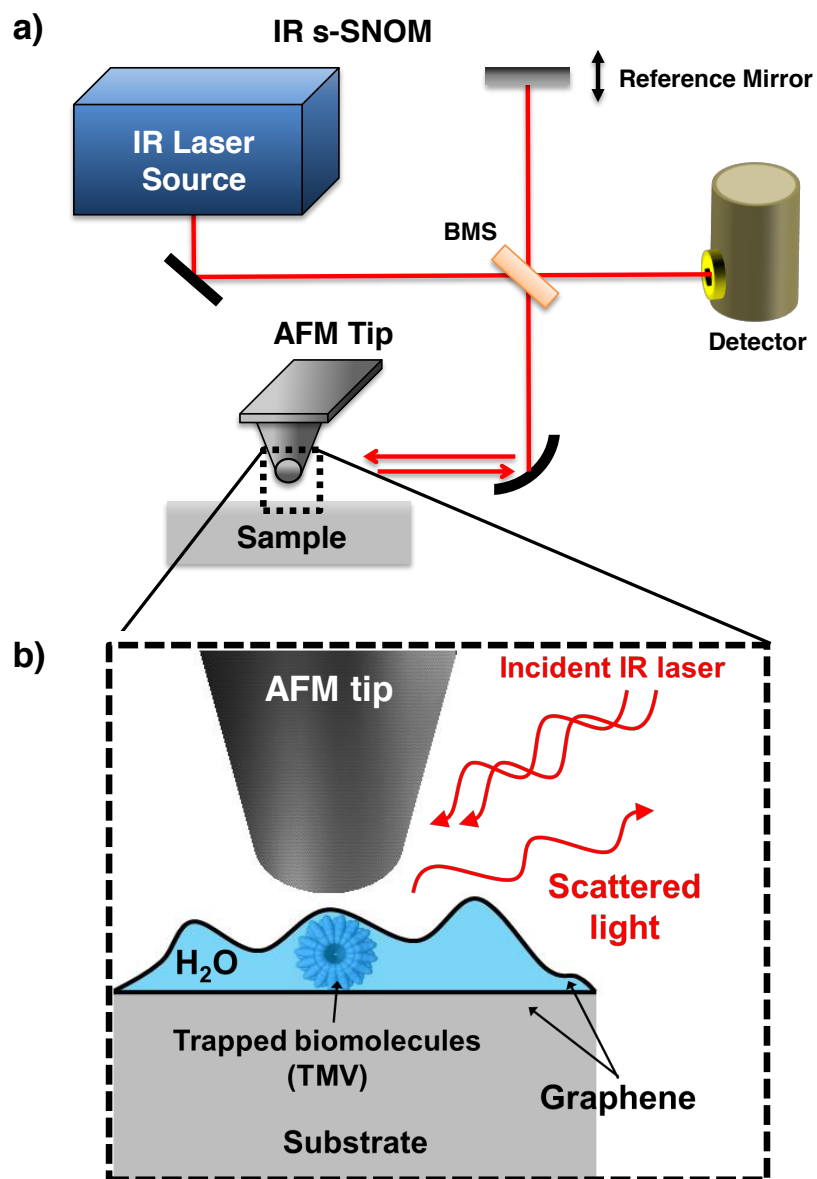 a)
IR s-SNOM
Reference Mirror
IR Laser
Source
BMS
Detector
AFM Tip
Sample
b)
AFM tip
Incident IR laser
Scattered
light
H₂O
Trapped biomolecules
(TMV)
Graphene
Substrate